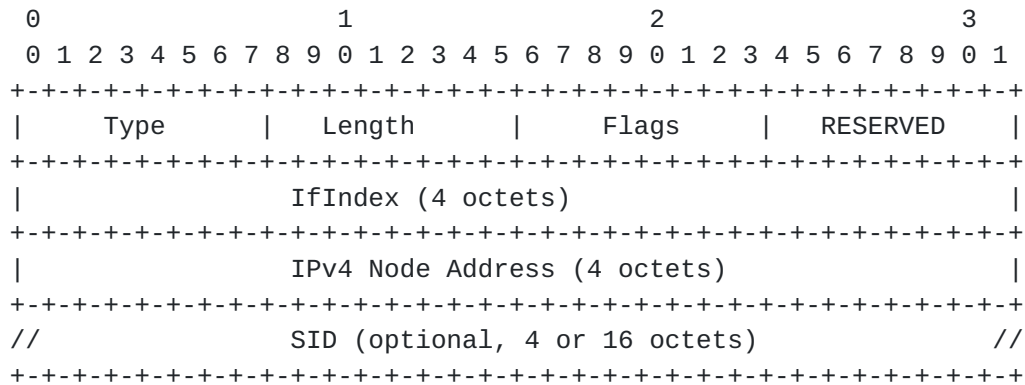 0                   1                   2                   3
 0 1 2 3 4 5 6 7 8 9 0 1 2 3 4 5 6 7 8 9 0 1 2 3 4 5 6 7 8 9 0 1
+-+-+-+-+-+-+-+-+-+-+-+-+-+-+-+-+-+-+-+-+-+-+-+-+-+-+-+-+-+-+-+-+
|     Type      |   Length      |     Flags     |   RESERVED    |
+-+-+-+-+-+-+-+-+-+-+-+-+-+-+-+-+-+-+-+-+-+-+-+-+-+-+-+-+-+-+-+-+
|                 IfIndex (4 octets)                            |
+-+-+-+-+-+-+-+-+-+-+-+-+-+-+-+-+-+-+-+-+-+-+-+-+-+-+-+-+-+-+-+-+
|                 IPv4 Node Address (4 octets)                  |
+-+-+-+-+-+-+-+-+-+-+-+-+-+-+-+-+-+-+-+-+-+-+-+-+-+-+-+-+-+-+-+-+
//                SID (optional, 4 or 16 octets)               //
+-+-+-+-+-+-+-+-+-+-+-+-+-+-+-+-+-+-+-+-+-+-+-+-+-+-+-+-+-+-+-+-+